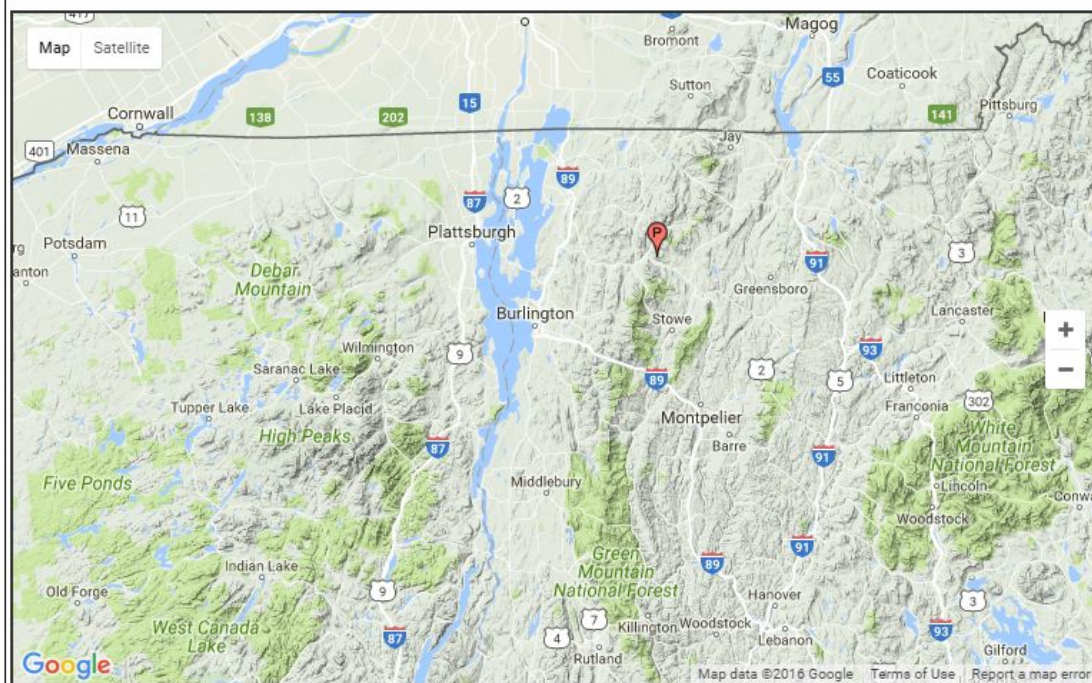 417
Map Satellite
Magog
Bromont
55
Coaticook
Sutton
15
Cornwall
138
202
141
Pittsburg
Jay
401
Massena
89
87
2
11
Plattsburgh
P
Potsdam
anton
3
91
Debar
Mountain
Greensboro
Burlington
Stowe
Lancaster
+
−
Wilmington
9
93
Saranac Lake
89
2
5
Littleton
Lake Placid
Tupper Lake
Montpelier
302
Franconia
High Peaks
87
Barre
91
White
Mountain
National Forest
Five Ponds
Middlebury
Lincoln
Conwa
Woodstock
91
Green
Mountain
National Forest
89
Indian Lake
9
Old Forge
Hanover
3
West Canada
Lake
87
4
7
Killington
Woodstock
Lebanon
93
Rutland
Gilford
Google
Map data ©2016 Google Terms of Use Report a map error